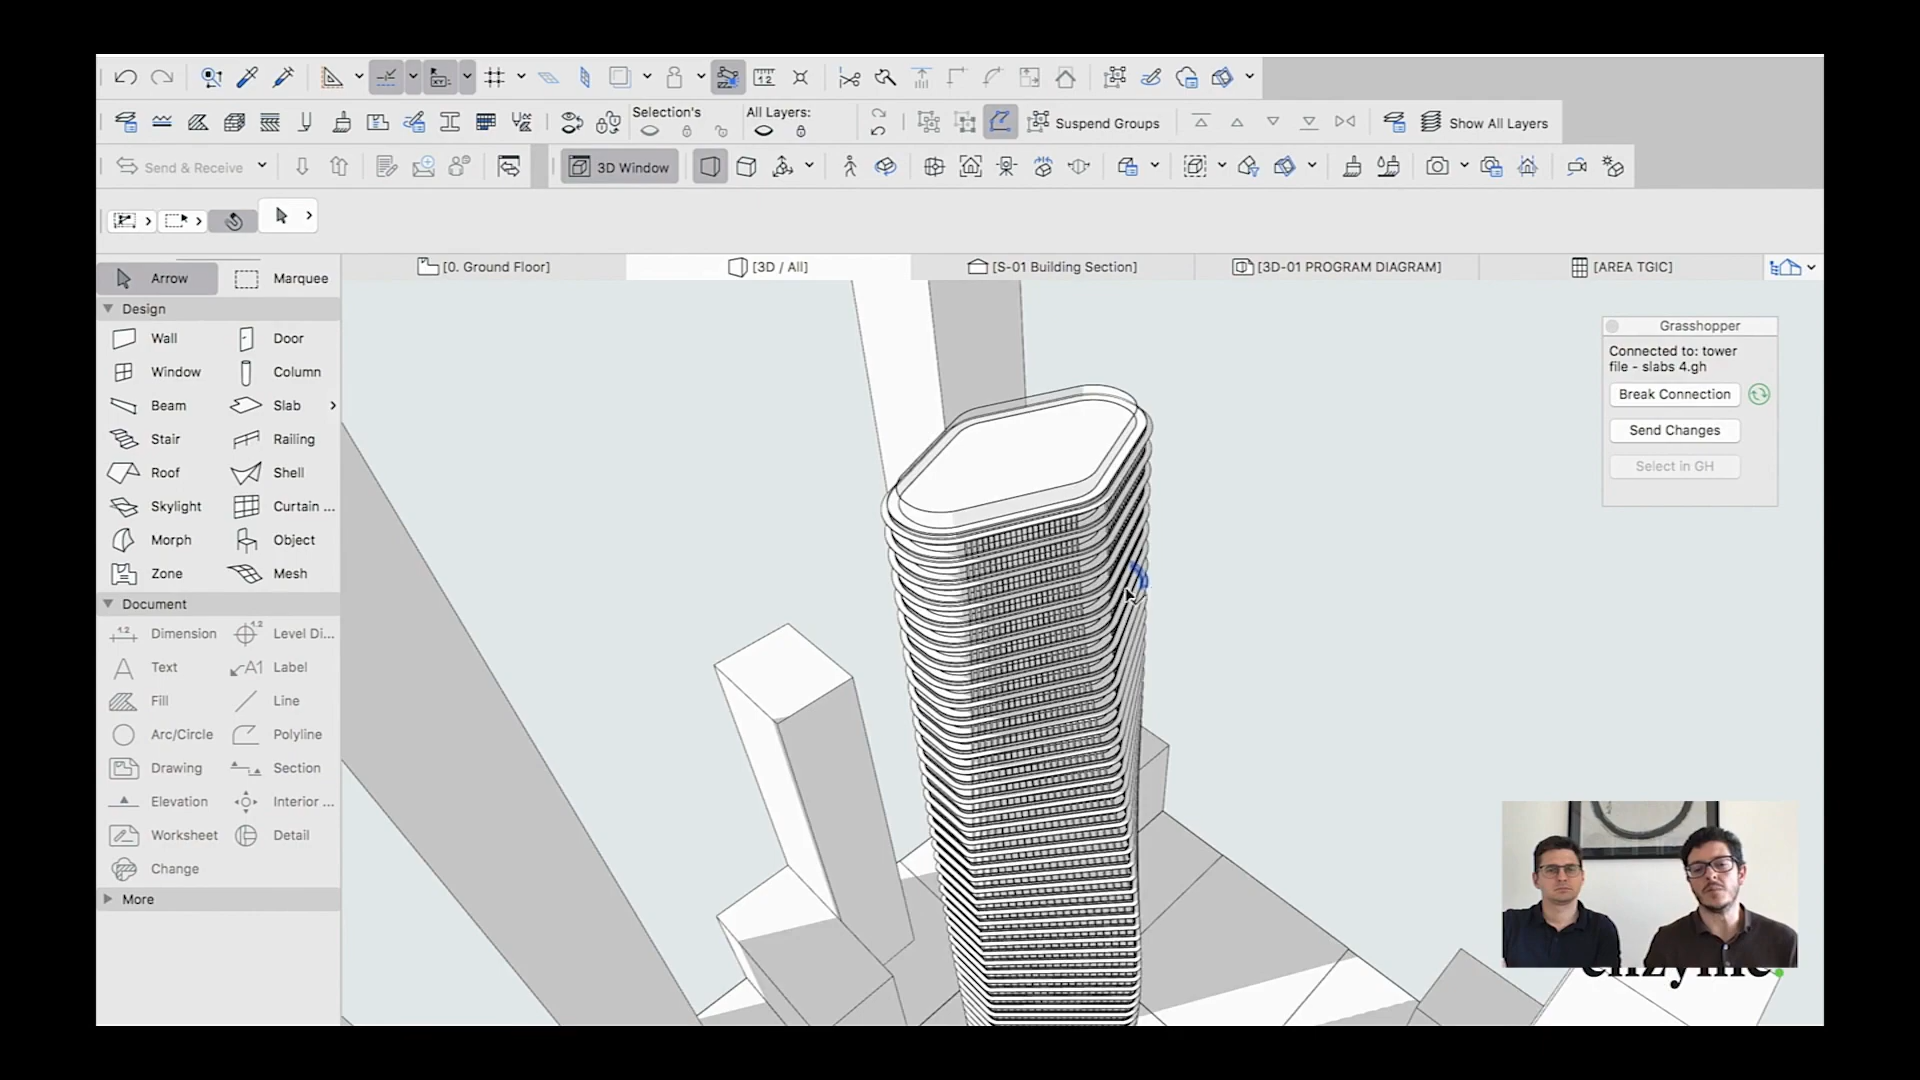 Selection's
All Layers:
Suspend Groups
Show All Layers
Send & Receive
3D Window
[0. Ground Floor]
[3D / All]
[S-01 Building Section]
[3D-01 PROGRAM DIAGRAM]
[AREA TGIC]
Arrow
Marquee
Design
Wall
Door
Window
Column
Beam
Slab
Stair
Railing
Roof
Shell
Skylight
Curtain ...
Morph
Object
Zone
Mesh
Document
Dimension
Level Di...
Text
A1 Label
Fill
Line
Arc/Circle
Polyline
Drawing
Section
Elevation
Interior ...
Worksheet
Detail
Change
More
Grasshopper
Connected to: tower
file - slabs 4.gh
Break Connection
Send Changes
Select in GH
enzyme.